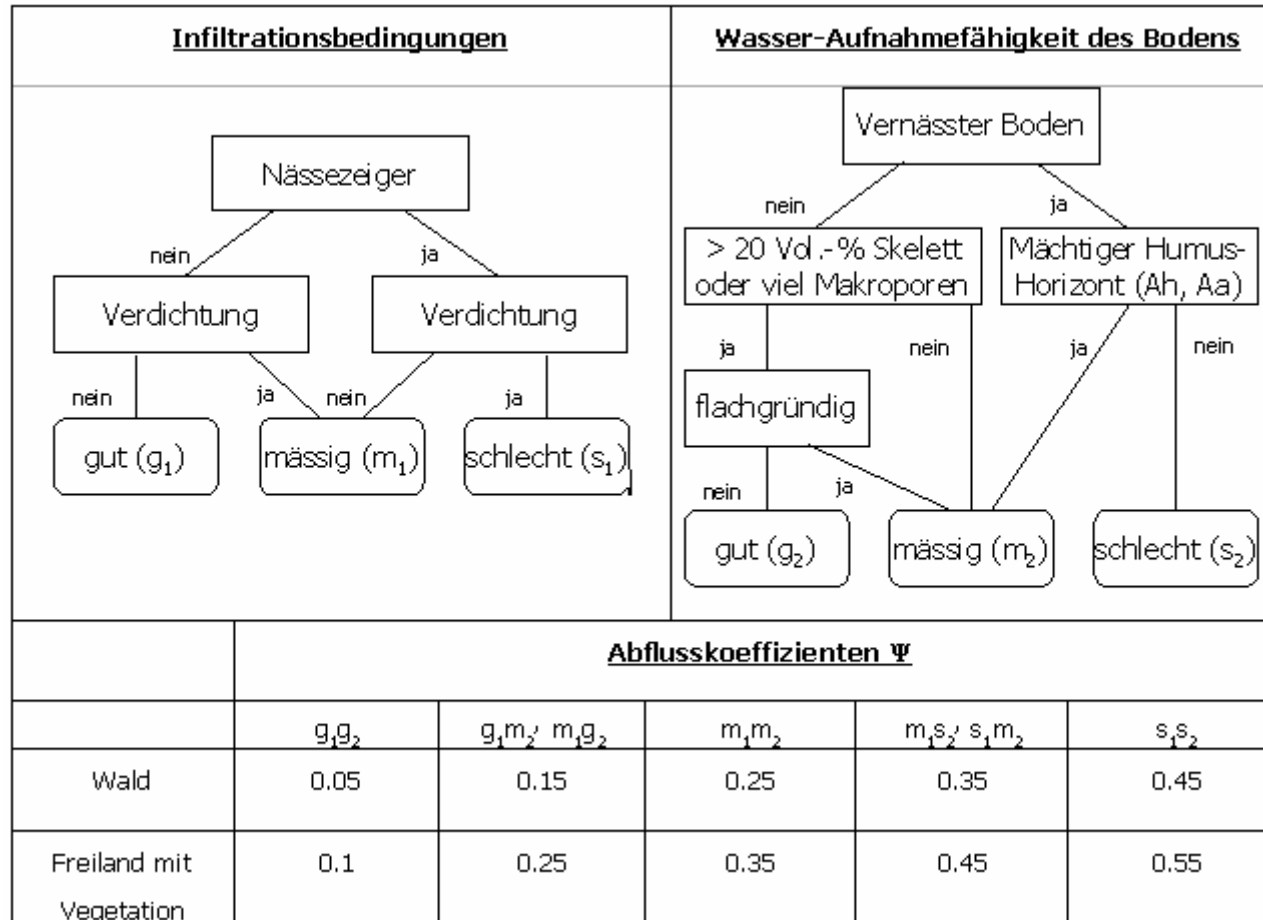 Infiltrationsbedingungen
Nässezeiger
nein
ja
Verdichtung
Verdichtung
nein
ja
nein
ja
gut (g₁)
mässig (m₁)
schlecht (s₁)
Wasser-Aufnahmefähigkeit des Bodens
Vernässter Boden
nein
ja
> 20 Vol.-% Skelett
oder viel Makroporen
Mächtiger Humus-
Horizont (Ah, Aa)
ja
nein
ja
nein
flachgründig
nein
ja
gut (g₂)
mässig (m₂)
schlecht (s₂)
Abflusskoeffizienten Ψ
g₁g₂ g₁m₂, m₁g₂ m₁m₂ m₁s₂, s₁m₂ s₁s₂
Wald 0.05 0.15 0.25 0.35 0.45
Freiland mit 0.1 0.25 0.35 0.45 0.55
Vegetation